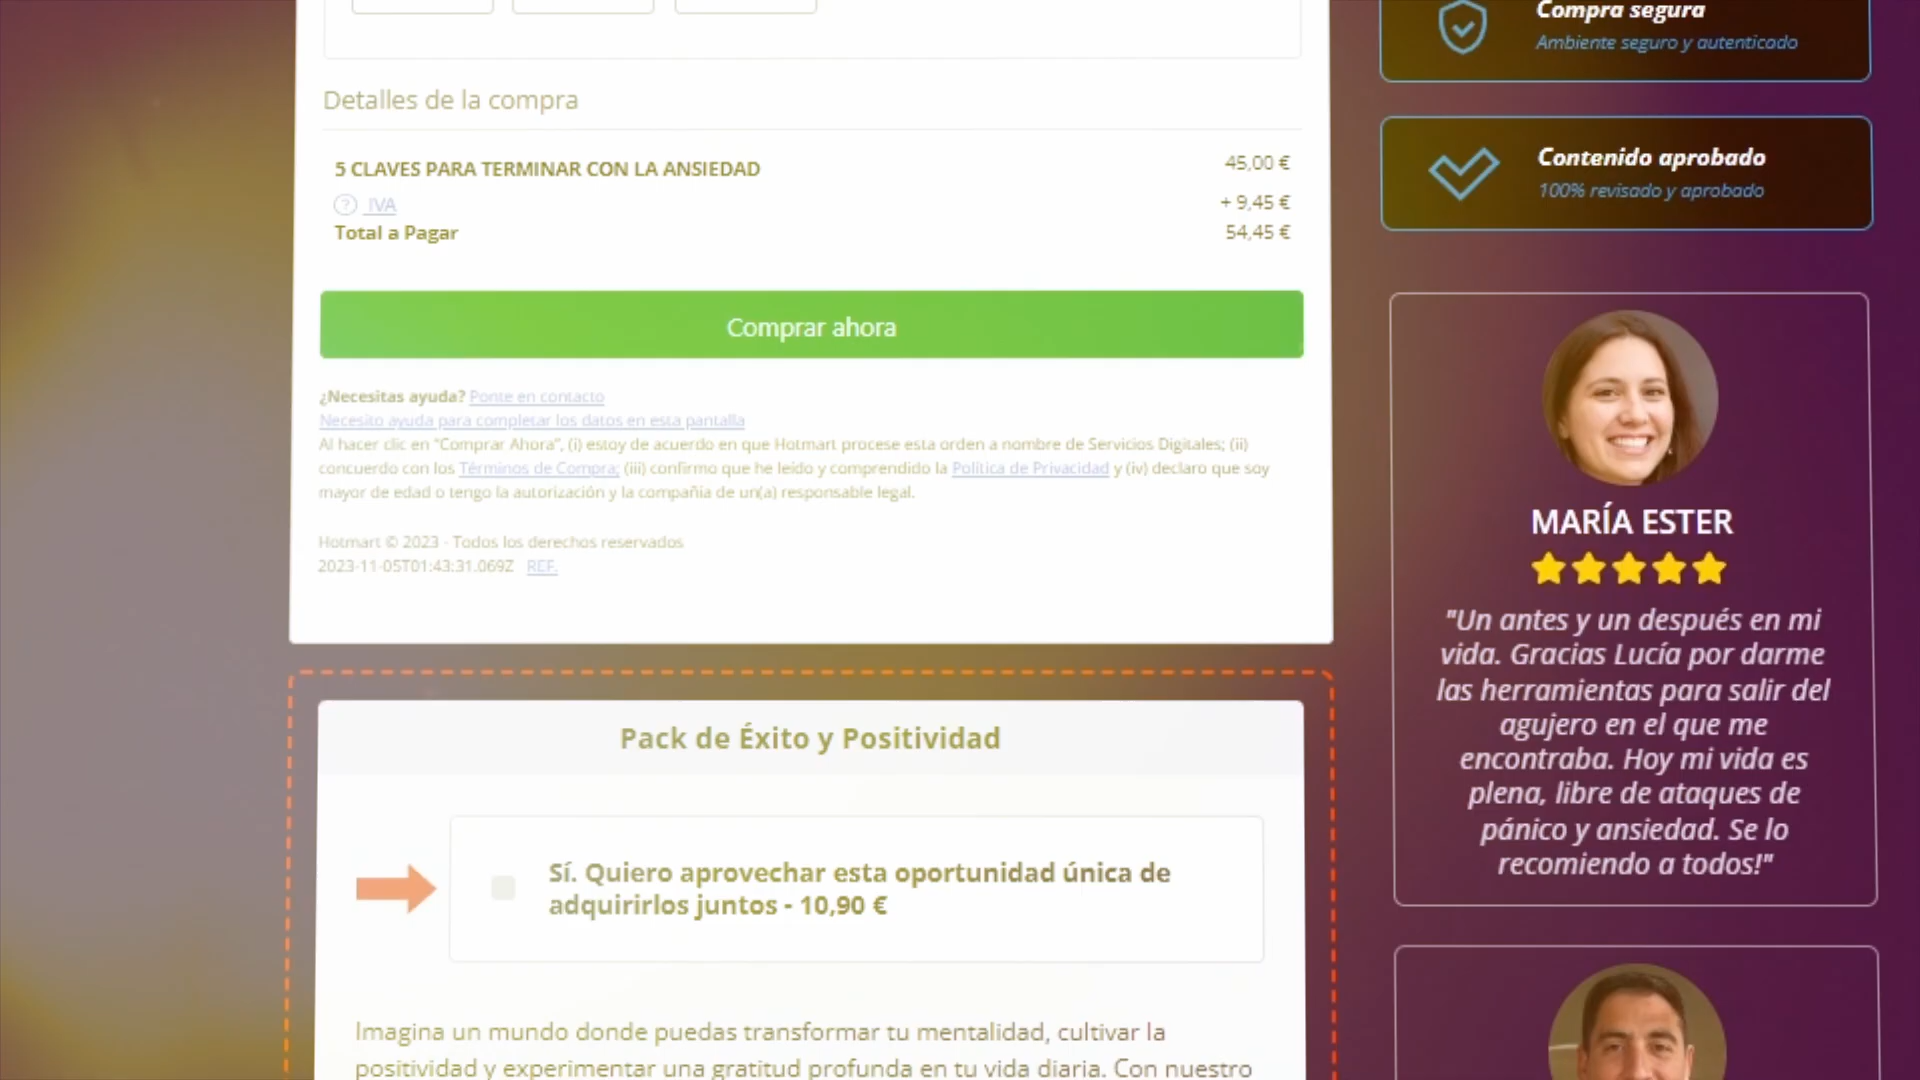 Detalles de la compra
5 CLAVES PARA TERMINAR CON LA ANSIEDAD 45,00 €
IVA + 9,45 €
Total a Pagar 54,45 €
Comprar ahora
¿Necesitas ayuda? Ponte en contacto
Necesito ayuda para completar los datos en esta pantalla
Al hacer clic en "Comprar Ahora", (i) estoy de acuerdo en que Hotmart procese esta orden a nombre de Servicios Digitales; (ii)
concuerdo con los Términos de Compra; (iii) confirmo que he leído y comprendido la Política de Privacidad y (iv) declaro que soy
mayor de edad o tengo la autorización y la compañía de un(a) responsable legal.
Hotmart © 2023 - Todos los derechos reservados
2023-11-05T01:43:31.069Z REF.
Pack de Éxito y Positividad
Sí. Quiero aprovechar esta oportunidad única de
adquirirlos juntos - 10,90 €
Imagina un mundo donde puedas transformar tu mentalidad, cultivar la
positividad y experimentar una gratitud profunda en tu vida diaria. Con nuestro
Compra segura
Ambiente seguro y autenticado
Contenido aprobado
100% revisado y aprobado
MARÍA ESTER
"Un antes y un después en mi
vida. Gracias Lucía por darme
las herramientas para salir del
agujero en el que me
encontraba. Hoy mi vida es
plena, libre de ataques de
pánico y ansiedad. Se lo
recomiendo a todos!"